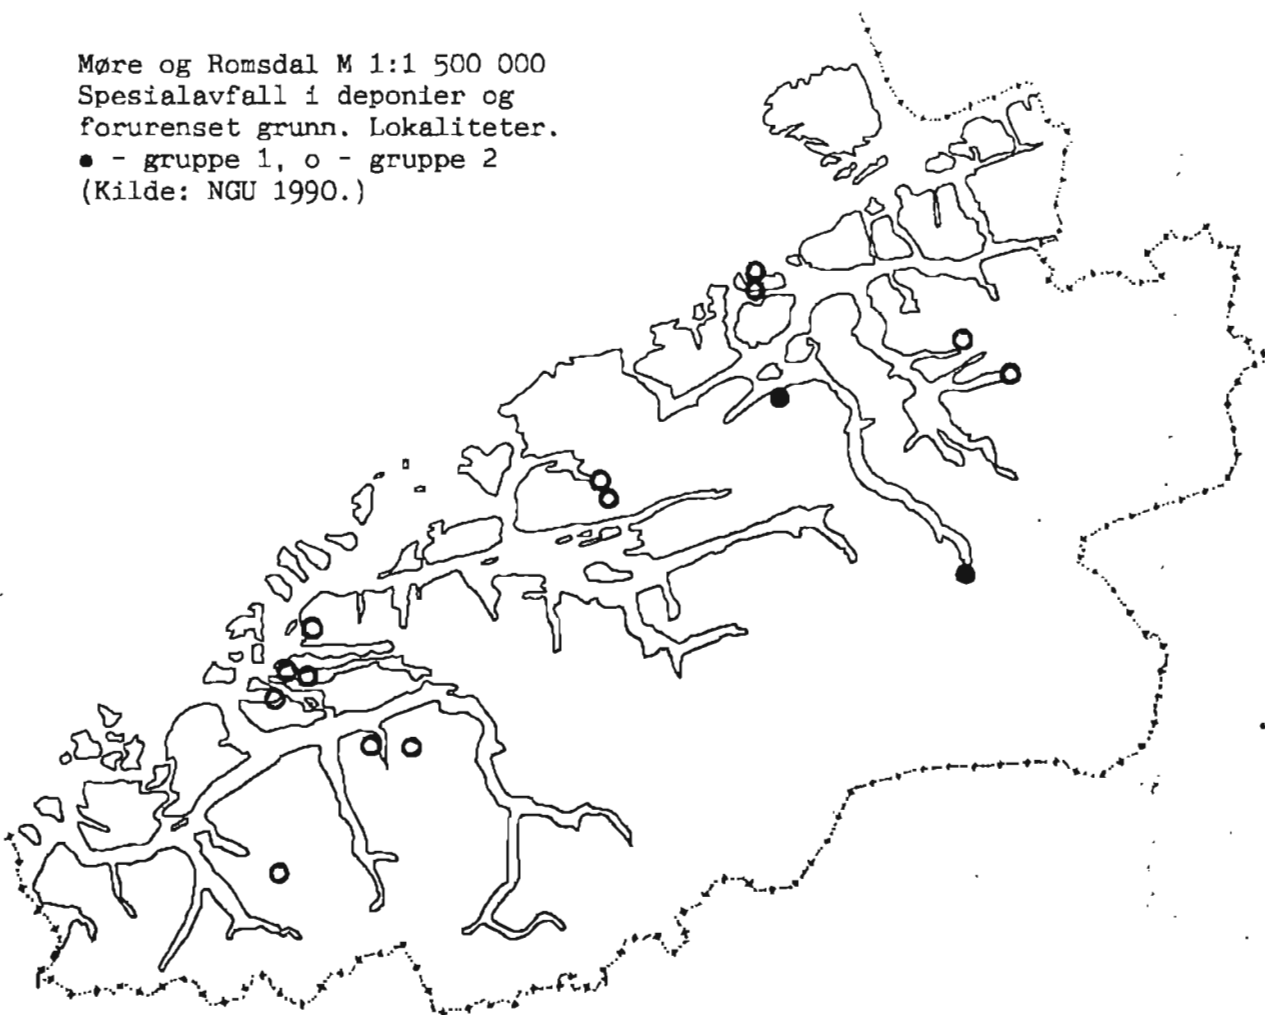 Møre og Romsdal M 1:1 500 000
Spesialavfall i deponier og
forurenset grunn. Lokaliteter.
● - gruppe 1, o - gruppe 2
(Kilde: NGU 1990.)